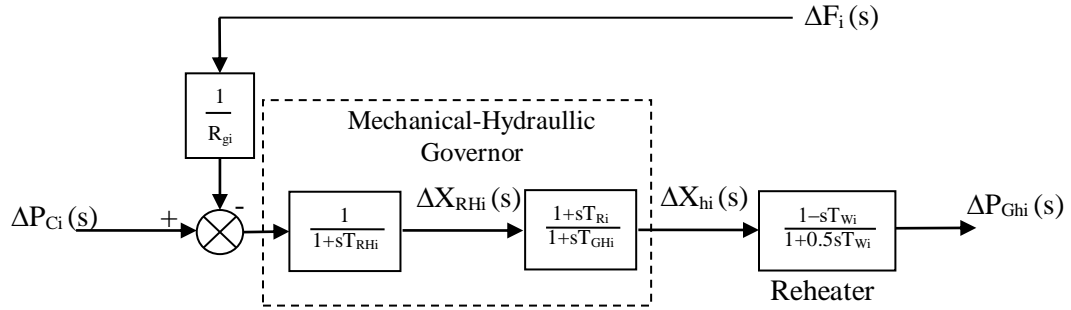 ΔF_i(s)
1
R_gi
Mechanical-Hydraullic
Governor
ΔP_Ci(s)
+
-
1
1+sT_RHi
ΔX_RHi(s)
1+sT_Ri
1+sT_GHi
ΔX_hi(s)
1−sT_Wi
1+0.5sT_Wi
ΔP_Ghi(s)
Reheater